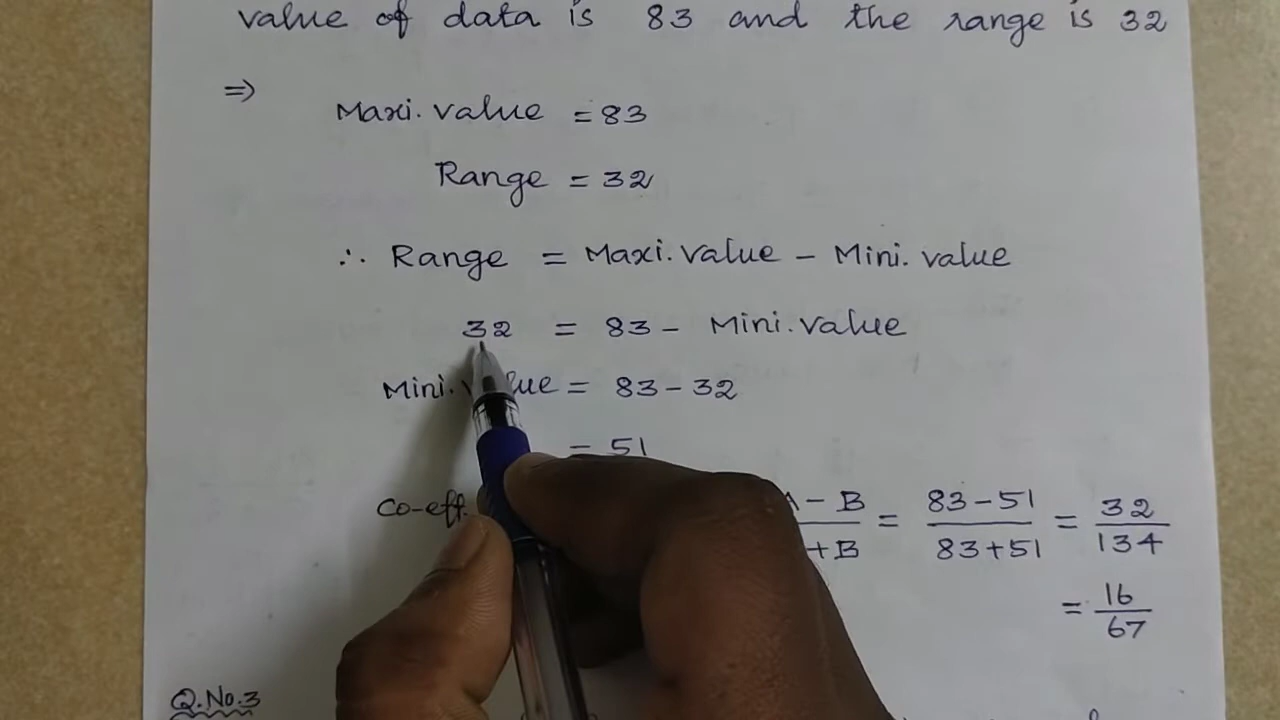 value of data is 83 and the range is 32
⇒ Maxi. value = 83
Range = 32
∴ Range = Maxi. value – Mini. value
32 = 83 – Mini. value
Mini. = 83 – 32
= 51
Co-eff. A – B / + B = 83 – 51 / 83 + 51 = 32 / 134
= 16 / 67
Q.No.3